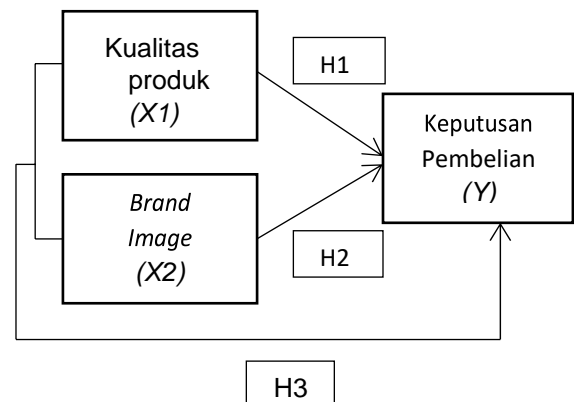 Kualitas
produk
(X1)
H1
Keputusan
Pembelian
(Y)
Brand
Image
(X2)
H2
H3